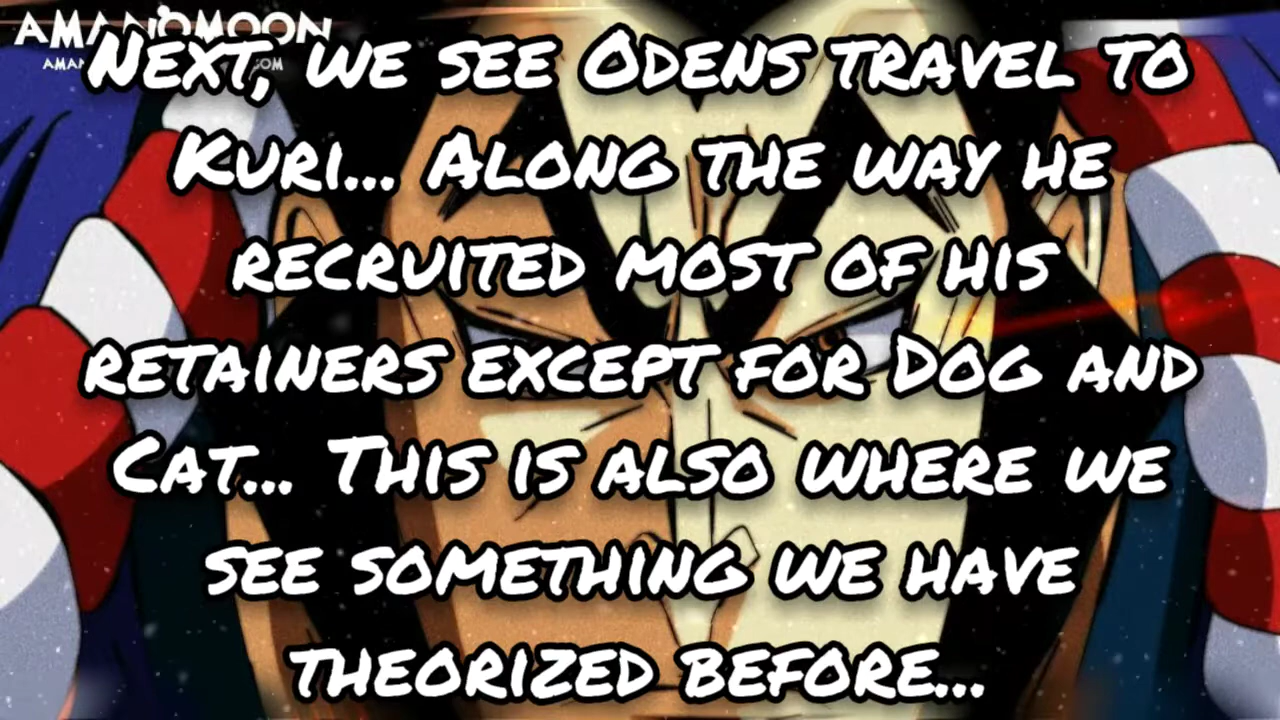 AMANOMOON
Next, we see Odens travel to
Kuri... Along the way he
recruited most of his
retainers except for Dog and
Cat... This is also where we
see something we have
theorized before...